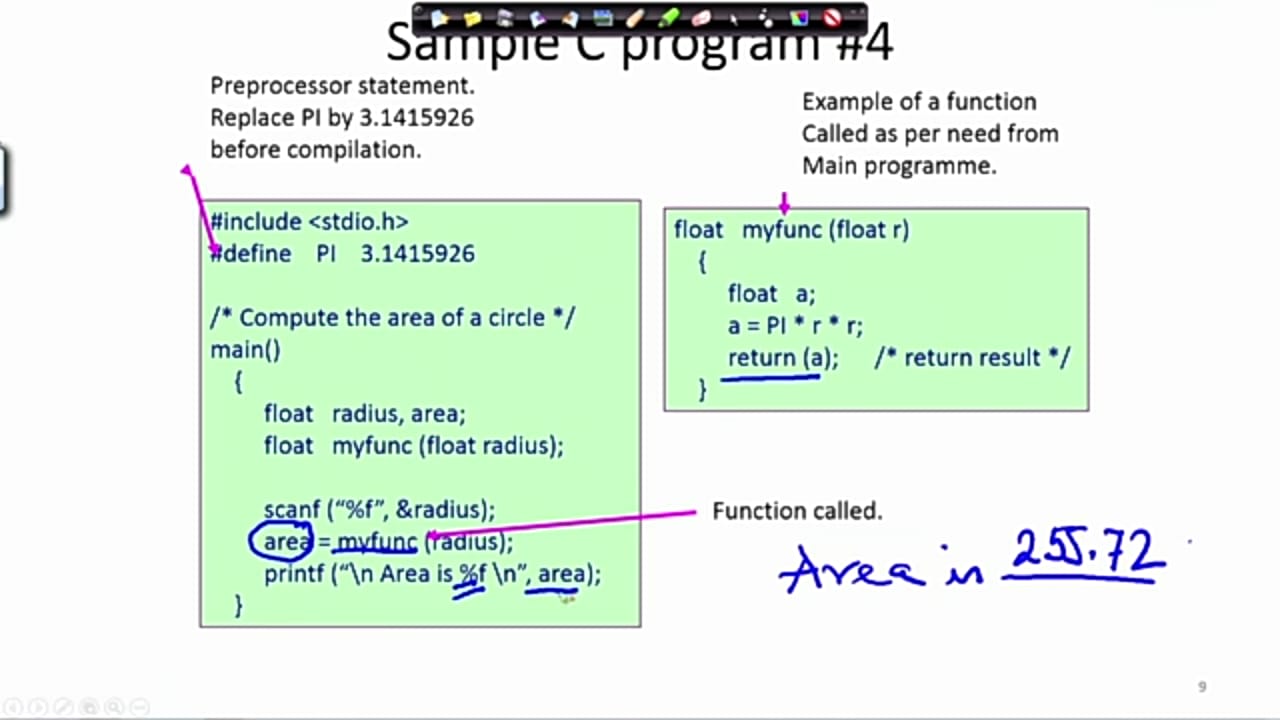 Sample C program #4
Preprocessor statement.
Replace PI by 3.1415926
before compilation.
Example of a function
Called as per need from
Main programme.
#include <stdio.h>
#define PI 3.1415926
/* Compute the area of a circle */
main()
{
float radius, area;
float myfunc (float radius);
scanf (“%f”, &radius);
area = myfunc (radius);
printf (“\n Area is %f \n”, area);
}
float myfunc (float r)
{
float a;
a = PI * r * r;
return (a); /* return result */
}
Function called.
Area is 255.72
9